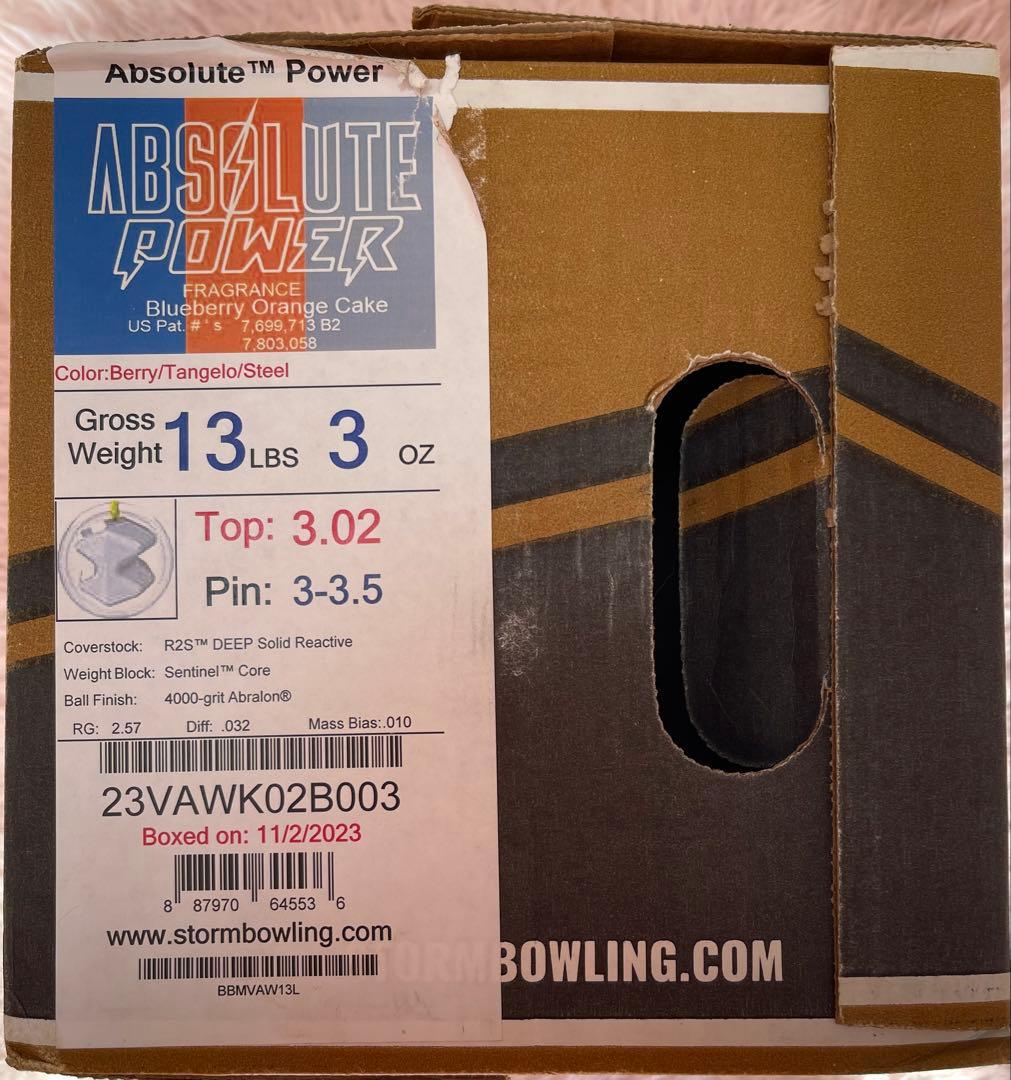 Absolute™ Power
ABSOLUTE
POWER
FRAGRANCE
Blueberry Orange Cake
US Pat. #'s 7,699,713 B2
7,803,058
Color:Berry/Tangelo/Steel
Gross Weight 13 LBS 3 OZ
Top: 3.02
Pin: 3-3.5
Coverstock: R2S™ DEEP Solid Reactive
Weight Block: Sentinel™ Core
Ball Finish: 4000-grit Abralon®
RG: 2.57 Diff: .032 Mass Bias:.010
23VAWK02B003
Boxed on: 11/2/2023
8 87970 64553 6
www.stormbowling.com
BBMVAW13L
STORMBOWLING.COM